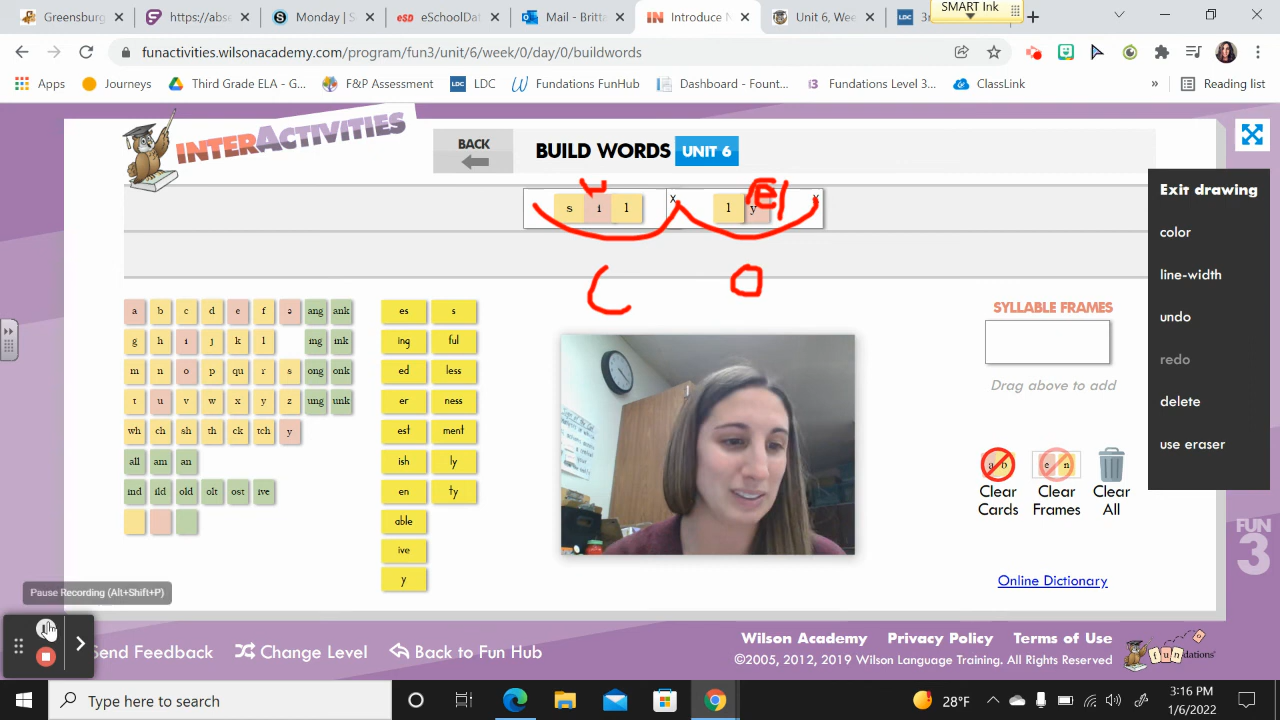 Greensburg
https://abse
Monday | S
eSchoolDat
Mail - Britta
Introduce N
Unit 6, Wee
SMART Ink
funactivities.wilsonacademy.com/program/fun3/unit/6/week/0/day/0/buildwords
Apps
Journeys
Third Grade ELA - G...
F&P Assessment
LDC
Fundations FunHub
Dashboard - Fount...
Fundations Level 3...
ClassLink
»
Reading list
INTERACTIVITIES
BACK
BUILD WORDS UNIT 6
s i l x l y e x
c o
a b c d e f ə ang ank
g h i j k l ing ink
m n o p qu r s ong onk
t u v w x y z ung unk
wh ch sh th ck tch y
all am an
ind ild old olt ost ive
es s
ing ful
ed less
er ness
est ment
ish ly
en ty
able
ive
y
SYLLABLE FRAMES
Drag above to add
a b
e n
Clear Cards
Clear Frames
Clear All
Online Dictionary
Exit drawing
color
line-width
undo
redo
delete
use eraser
FUN 3
Pause Recording (Alt+Shift+P)
Send Feedback
Change Level
Back to Fun Hub
Wilson Academy
Privacy Policy
Terms of Use
©2005, 2012, 2019 Wilson Language Training. All Rights Reserved
fundations
Type here to search
28°F
3:16 PM
1/6/2022